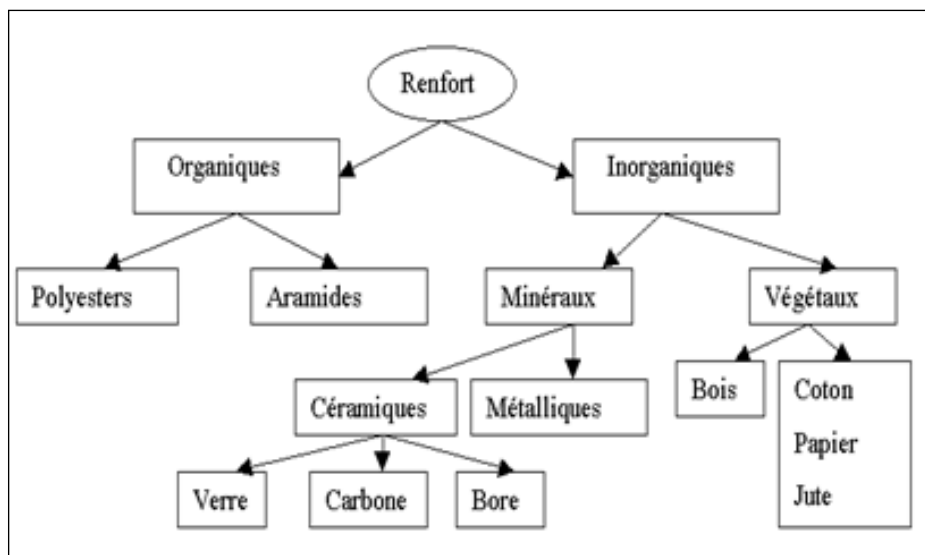 Renfort
Organiques
Inorganiques
Polyesters
Aramides
Minéraux
Végétaux
Céramiques
Métalliques
Bois
Coton
Papier
Jute
Verre
Carbone
Bore